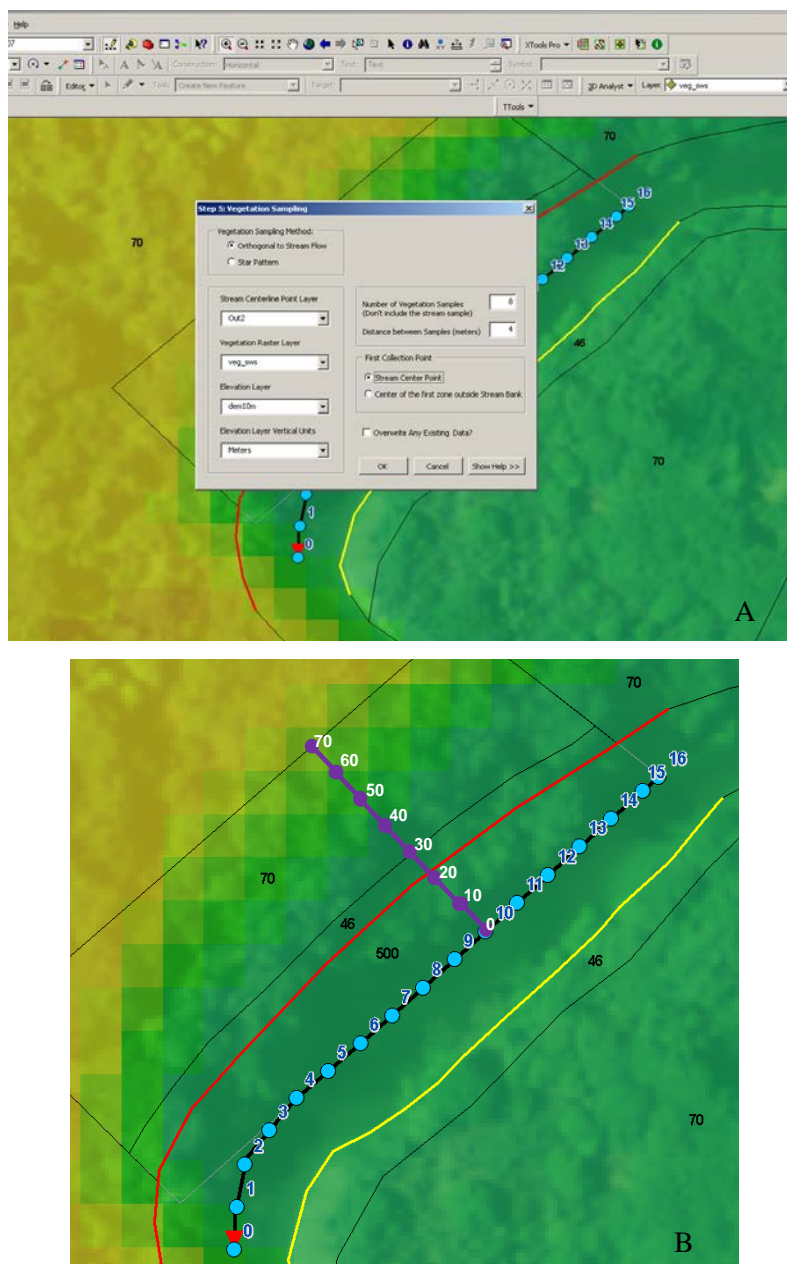 Help
07
XTools Pro
Construction: Horizontal
Text: Text
Symbol:
Editor
Task: Create New Feature
Target:
3D Analyst
Layer: veg_sws
TTools
70
Step 5: Vegetation Sampling
Vegetation Sampling Method:
Orthogonal to Stream Flow
Star Pattern
Stream Centerline Point Layer
Out2
Vegetation Raster Layer
veg_sws
Elevation Layer
dem10m
Elevation Layer Vertical Units
Meters
Number of Vegetation Samples
(Don't include the stream sample)
8
Distance between Samples (meters)
4
First Collection Point
Stream Center Point
Center of the first zone outside Stream Bank
Overwrite Any Existing Data?
OK
Cancel
Show Help >>
16
15
14
13
12
70
46
70
1
0
A
70
70
60
50
40
30
20
10
0
16
15
14
13
12
11
10
9
8
7
6
5
4
3
2
1
0
70
46
500
46
70
B